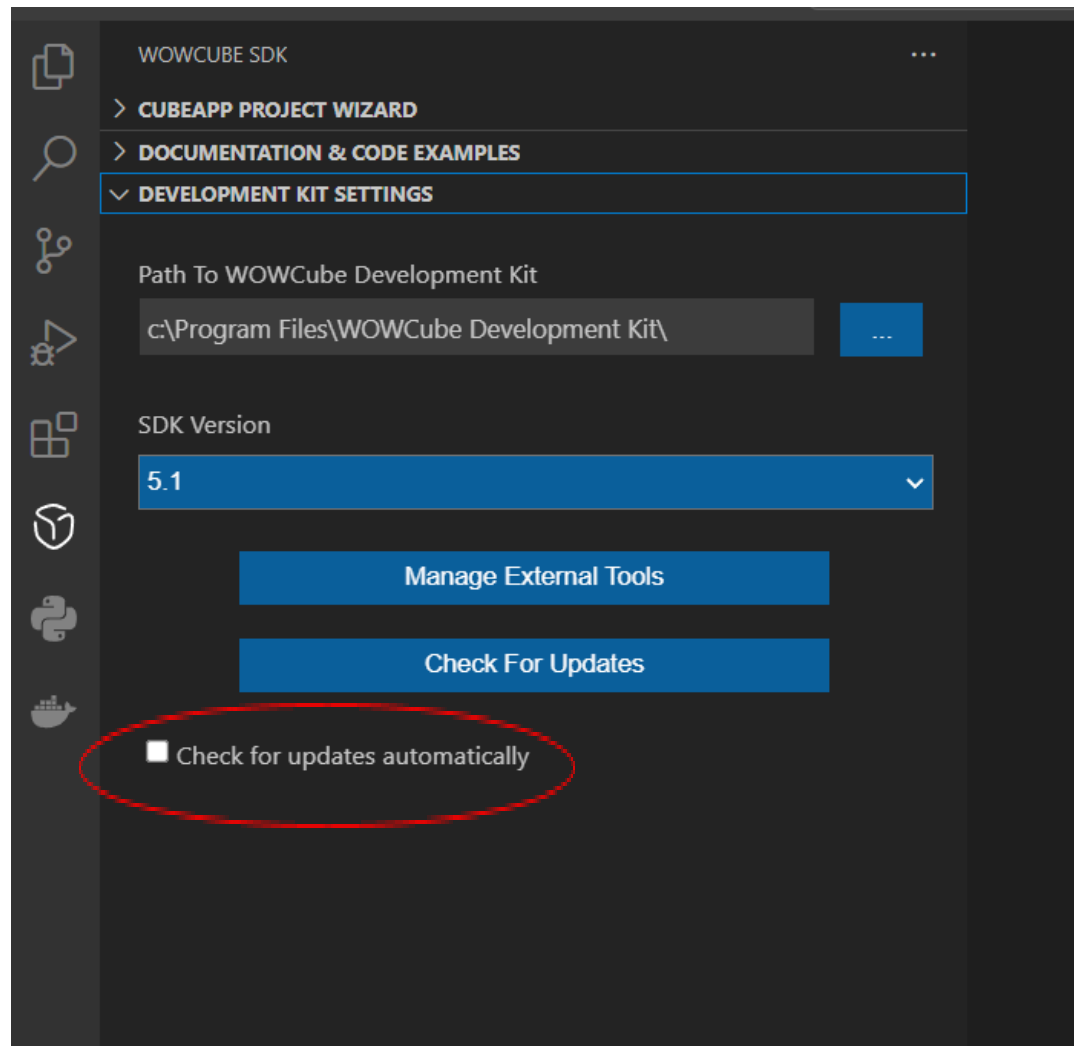 WOWCUBE SDK
CUBEAPP PROJECT WIZARD
DOCUMENTATION & CODE EXAMPLES
DEVELOPMENT KIT SETTINGS
Path To WOWCube Development Kit
c:\Program Files\WOWCube Development Kit\ ...
SDK Version
5.1
Manage External Tools
Check For Updates
Check for updates automatically